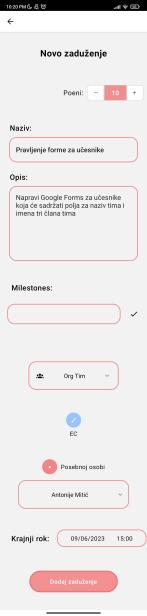 10:20 PM
Novo zaduženje
Poeni: − 10 +
Naziv:
Pravljenje forme za učesnike
Opis:
Napravi Google Forms za učesnike
koja će sadržati polja za naziv tima i
imena tri člana tima
Milestones:
Org Tim
EC
Posebnoj osobi
Antonije Mitić
Krajnji rok: 09/06/2023 15:00
Dodaj zaduženje